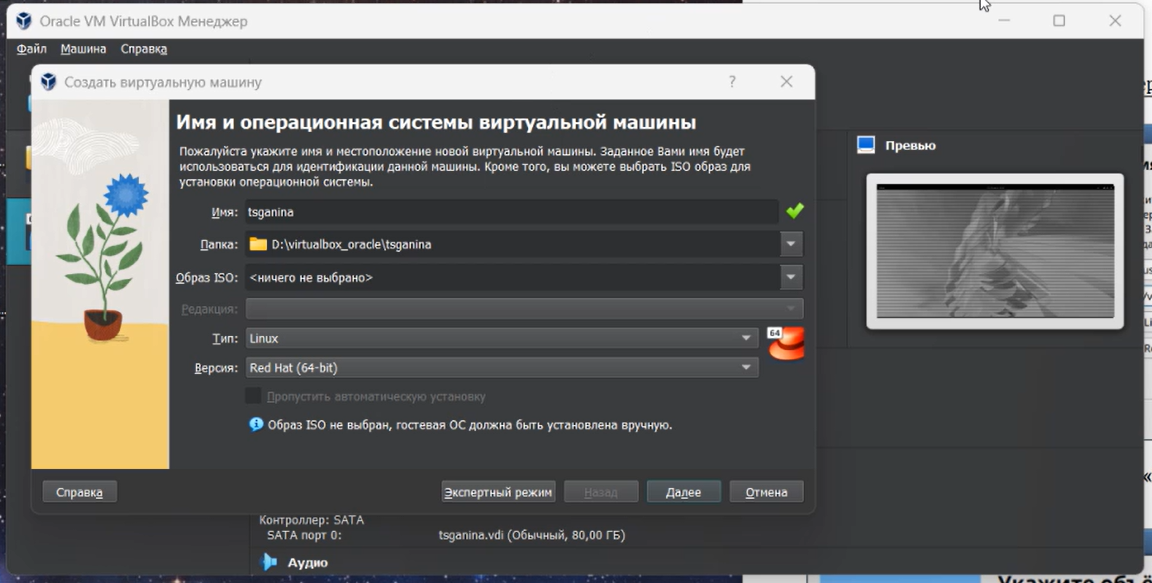 Oracle VM VirtualBox Менеджер
Файл Машина Справка
Создать виртуальную машину
?
Имя и операционная системы виртуальной машины
Пожалуйста укажите имя и местоположение новой виртуальной машины. Заданное Вами имя будет
использоваться для идентификации данной машины. Кроме того, вы можете выбрать ISO образ для
установки операционной системы.
Имя: tsganina
Папка: D:\virtualbox_oracle\tsganina
Образ ISO: <ничего не выбрано>
Редакция:
Тип: Linux
64
Версия: Red Hat (64-bit)
Пропустить автоматическую установку
Образ ISO не выбран, гостевая ОС должна быть установлена вручную.
Справка Экспертный режим Назад Далее Отмена
Превью
Контроллер: SATA
SATA порт 0: tsganina.vdi (Обычный, 80,00 ГБ)
Аудио
Укажите объё